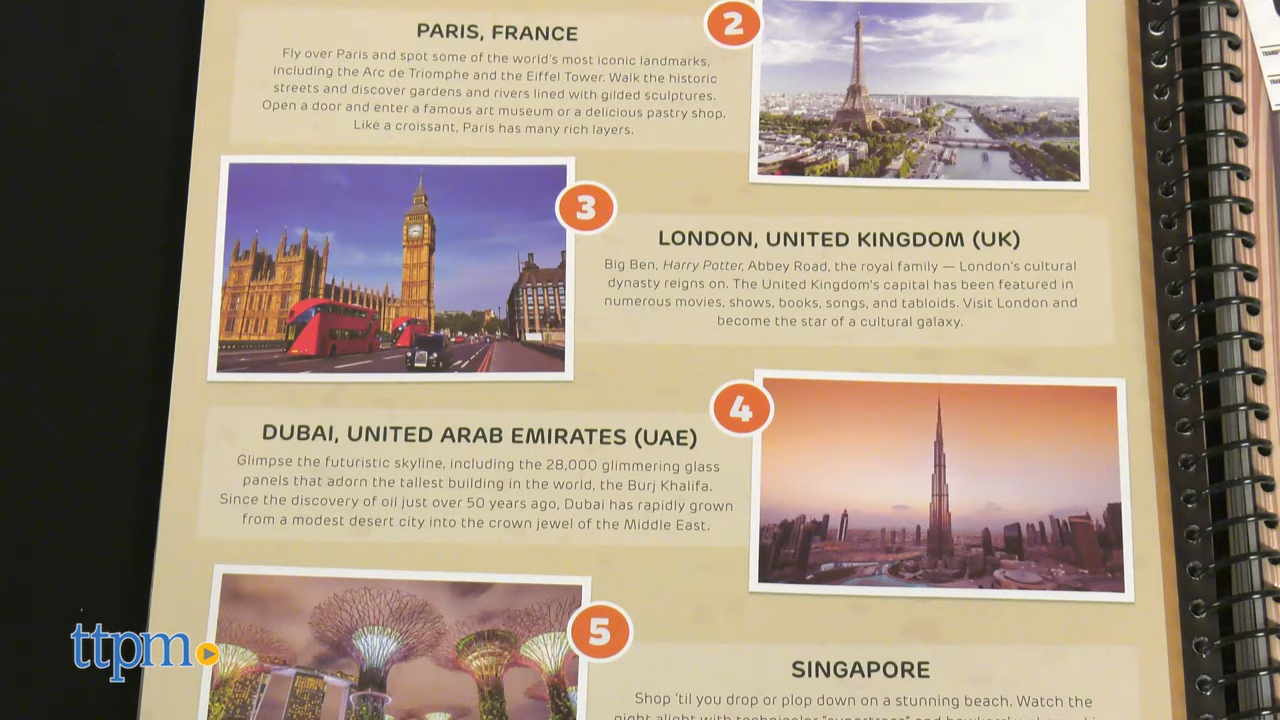 2
PARIS, FRANCE
Fly over Paris and spot some of the world's most iconic landmarks,
including the Arc de Triomphe and the Eiffel Tower. Walk the historic
streets and discover gardens and rivers lined with gilded sculptures.
Open a door and enter a famous art museum or a delicious pastry shop.
Like a croissant, Paris has many rich layers.
3
LONDON, UNITED KINGDOM (UK)
Big Ben, Harry Potter, Abbey Road, the royal family — London's cultural
dynasty reigns on. The United Kingdom's capital has been featured in
numerous movies, shows, books, songs, and tabloids. Visit London and
become the star of a cultural galaxy.
4
DUBAI, UNITED ARAB EMIRATES (UAE)
Glimpse the futuristic skyline, including the 28,000 glimmering glass
panels that adorn the tallest building in the world, the Burj Khalifa.
Since the discovery of oil just over 50 years ago, Dubai has rapidly grown
from a modest desert city into the crown jewel of the Middle East.
5
SINGAPORE
Shop 'til you drop or plop down on a stunning beach. Watch the
night alight with technicolor "supertrees" and hawkers'
ttpm